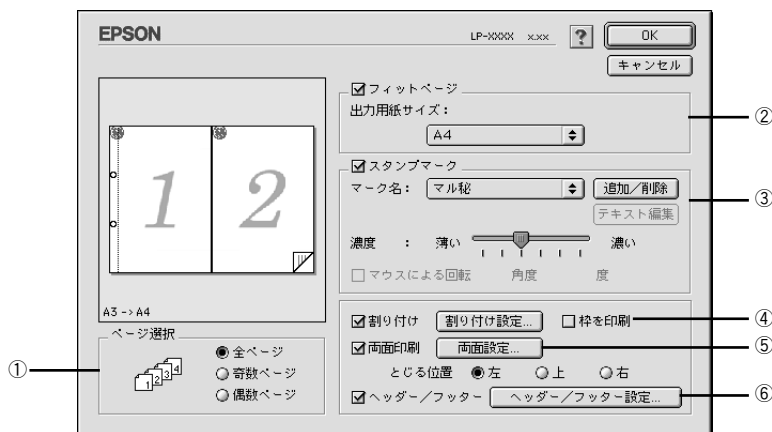 EPSON
LP-XXXX x.xx
?
OK
キャンセル
フィットページ
出力用紙サイズ：
A4
②
スタンプマーク
マーク名： マル秘 追加／削除
③
テキスト編集
濃度 ： 薄い 濃い
マウスによる回転 角度 度
1 2
A3 -> A4
割り付け 割り付け設定... 枠を印刷
④
両面印刷 両面設定...
⑤
とじる位置 左 上 右
ヘッダー／フッター ヘッダー／フッター設定...
⑥
ページ選択
①
1 2 3 4
全ページ
奇数ページ
偶数ページ